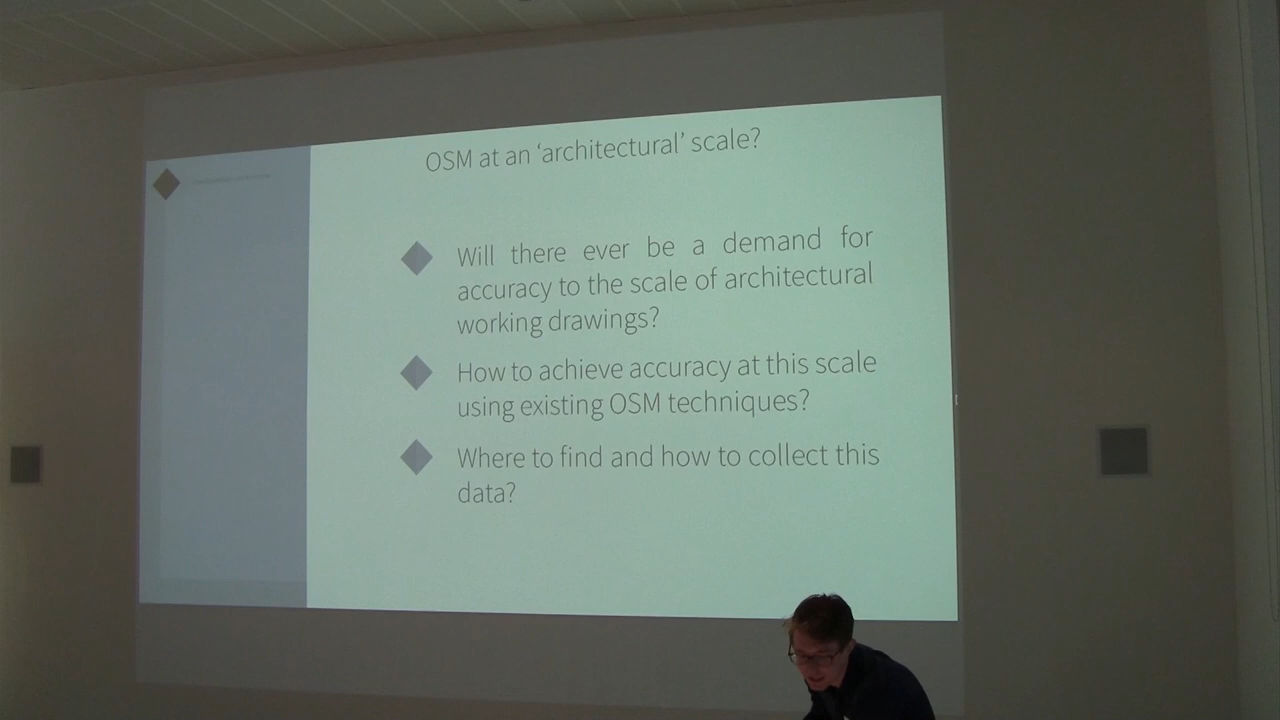 OSM at an ‘architectural’ scale?
Will there ever be a demand for
accuracy to the scale of architectural
working drawings?
How to achieve accuracy at this scale
using existing OSM techniques?
Where to find and how to collect this
data?